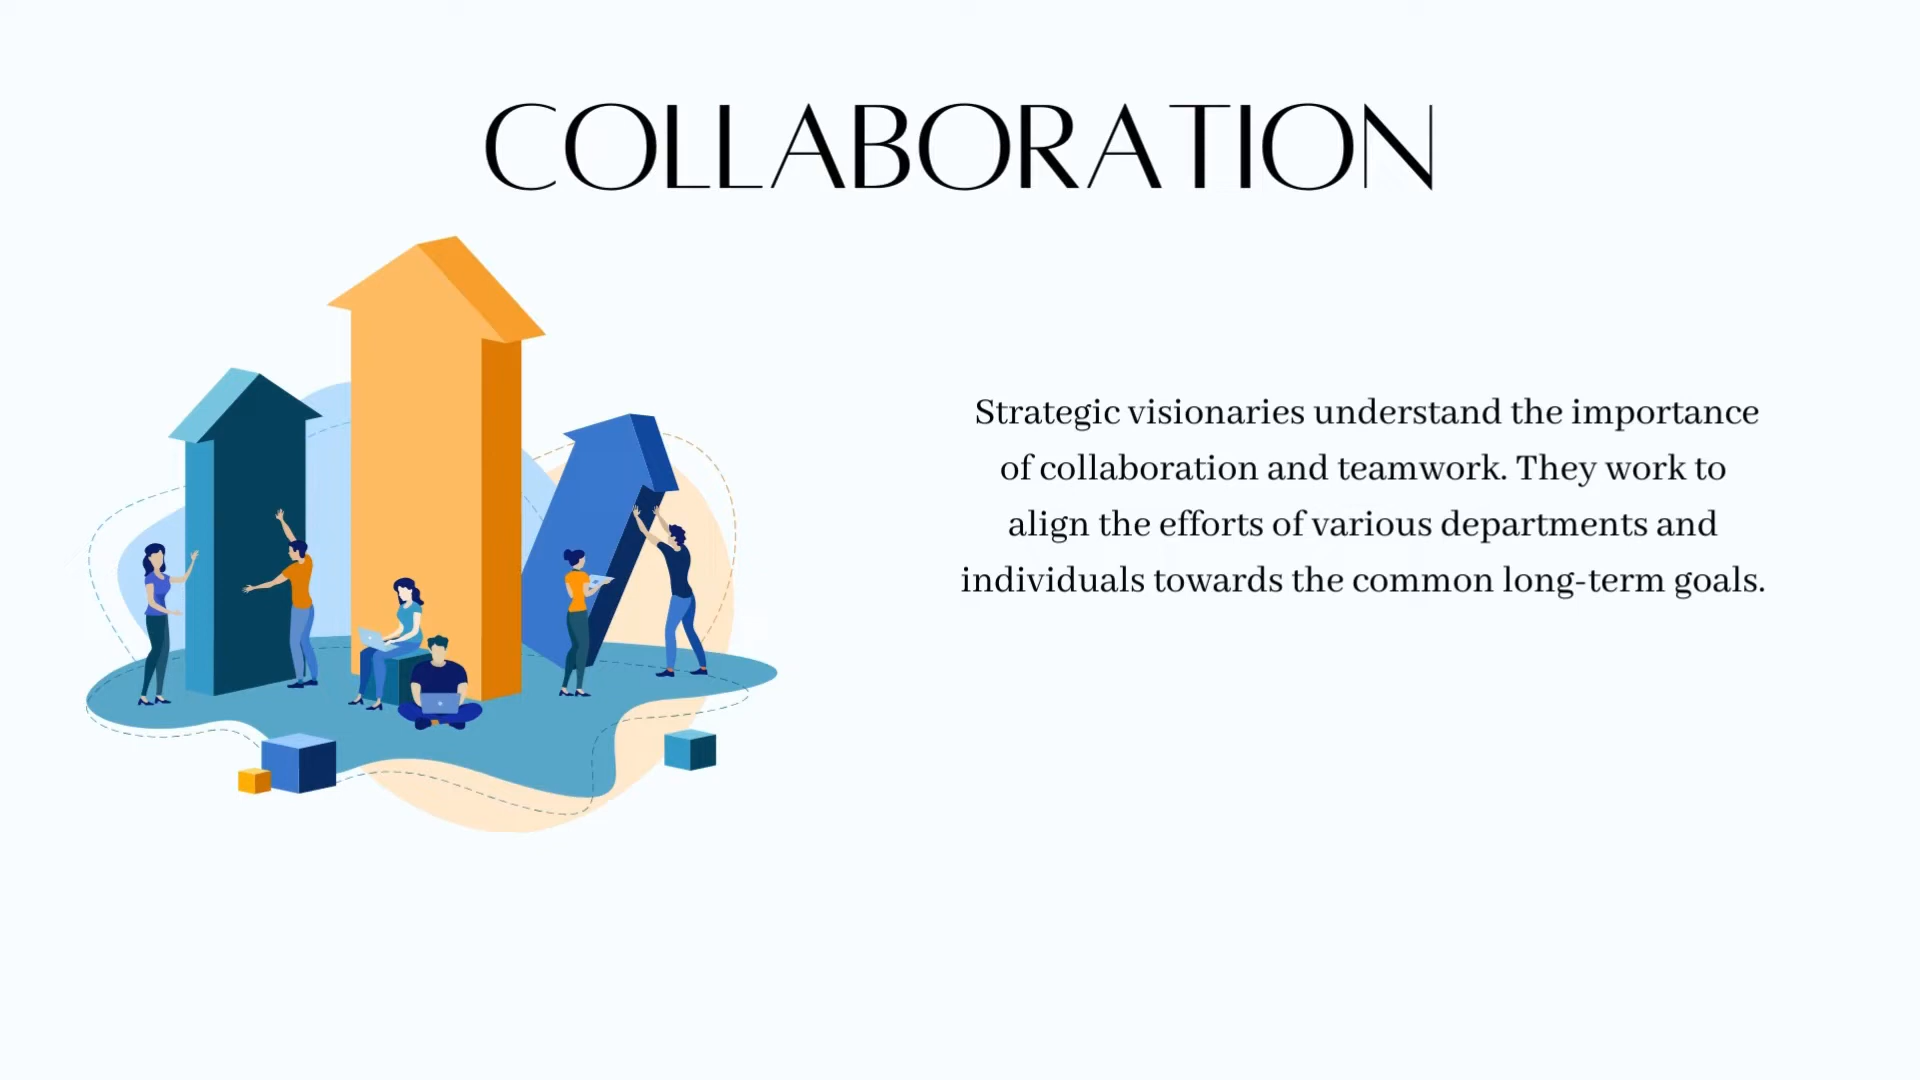 COLLABORATION
Strategic visionaries understand the importance
of collaboration and teamwork. They work to
align the efforts of various departments and
individuals towards the common long-term goals.